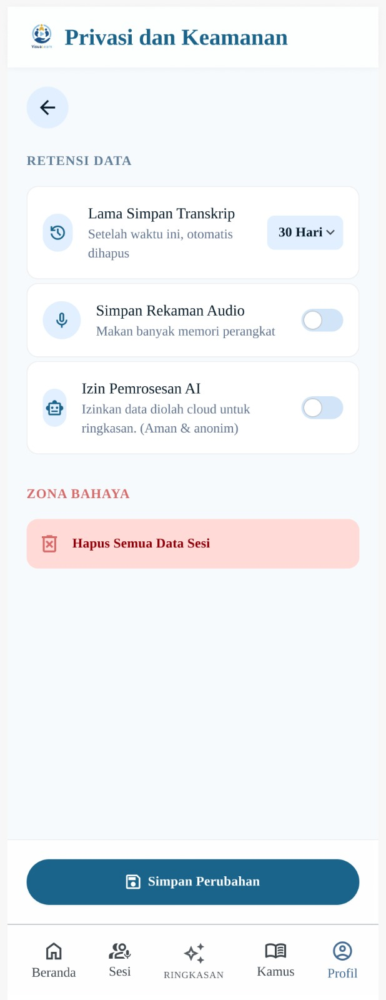 Visualearn
Privasi dan Keamanan
RETENSI DATA
Lama Simpan Transkrip
Setelah waktu ini, otomatis
dihapus
30 Hari
Simpan Rekaman Audio
Makan banyak memori perangkat
Izin Pemrosesan AI
Izinkan data diolah cloud untuk
ringkasan. (Aman & anonim)
ZONA BAHAYA
Hapus Semua Data Sesi
Simpan Perubahan
Beranda
Sesi
RINGKASAN
Kamus
Profil